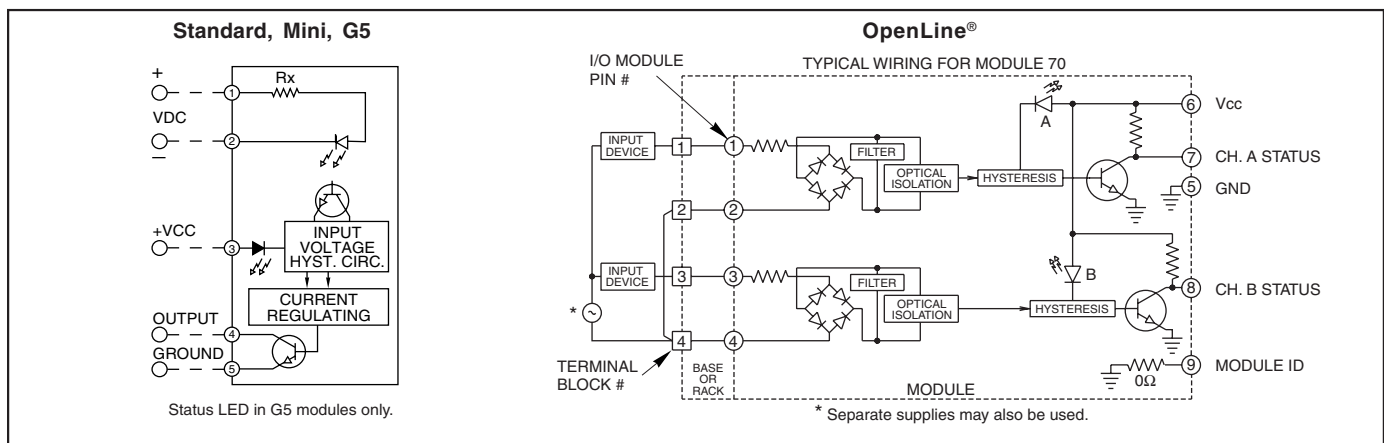 Standard, Mini, G5
+
VDC
–
Rx
1
2
+VCC
3
INPUT
VOLTAGE
HYST. CIRC.
CURRENT
REGULATING
OUTPUT
4
GROUND
5
Status LED in G5 modules only.
OpenLine®
I/O MODULE
PIN #
TYPICAL WIRING FOR MODULE 70
A
6 Vcc
INPUT
DEVICE
1
1
FILTER
OPTICAL
ISOLATION
HYSTERESIS
7 CH. A STATUS
5 GND
2
2
INPUT
DEVICE
3
3
FILTER
OPTICAL
ISOLATION
B
HYSTERESIS
8 CH. B STATUS
*
~
4
4
TERMINAL
BLOCK #
BASE
OR
RACK
MODULE
0Ω
9 MODULE ID
* Separate supplies may also be used.